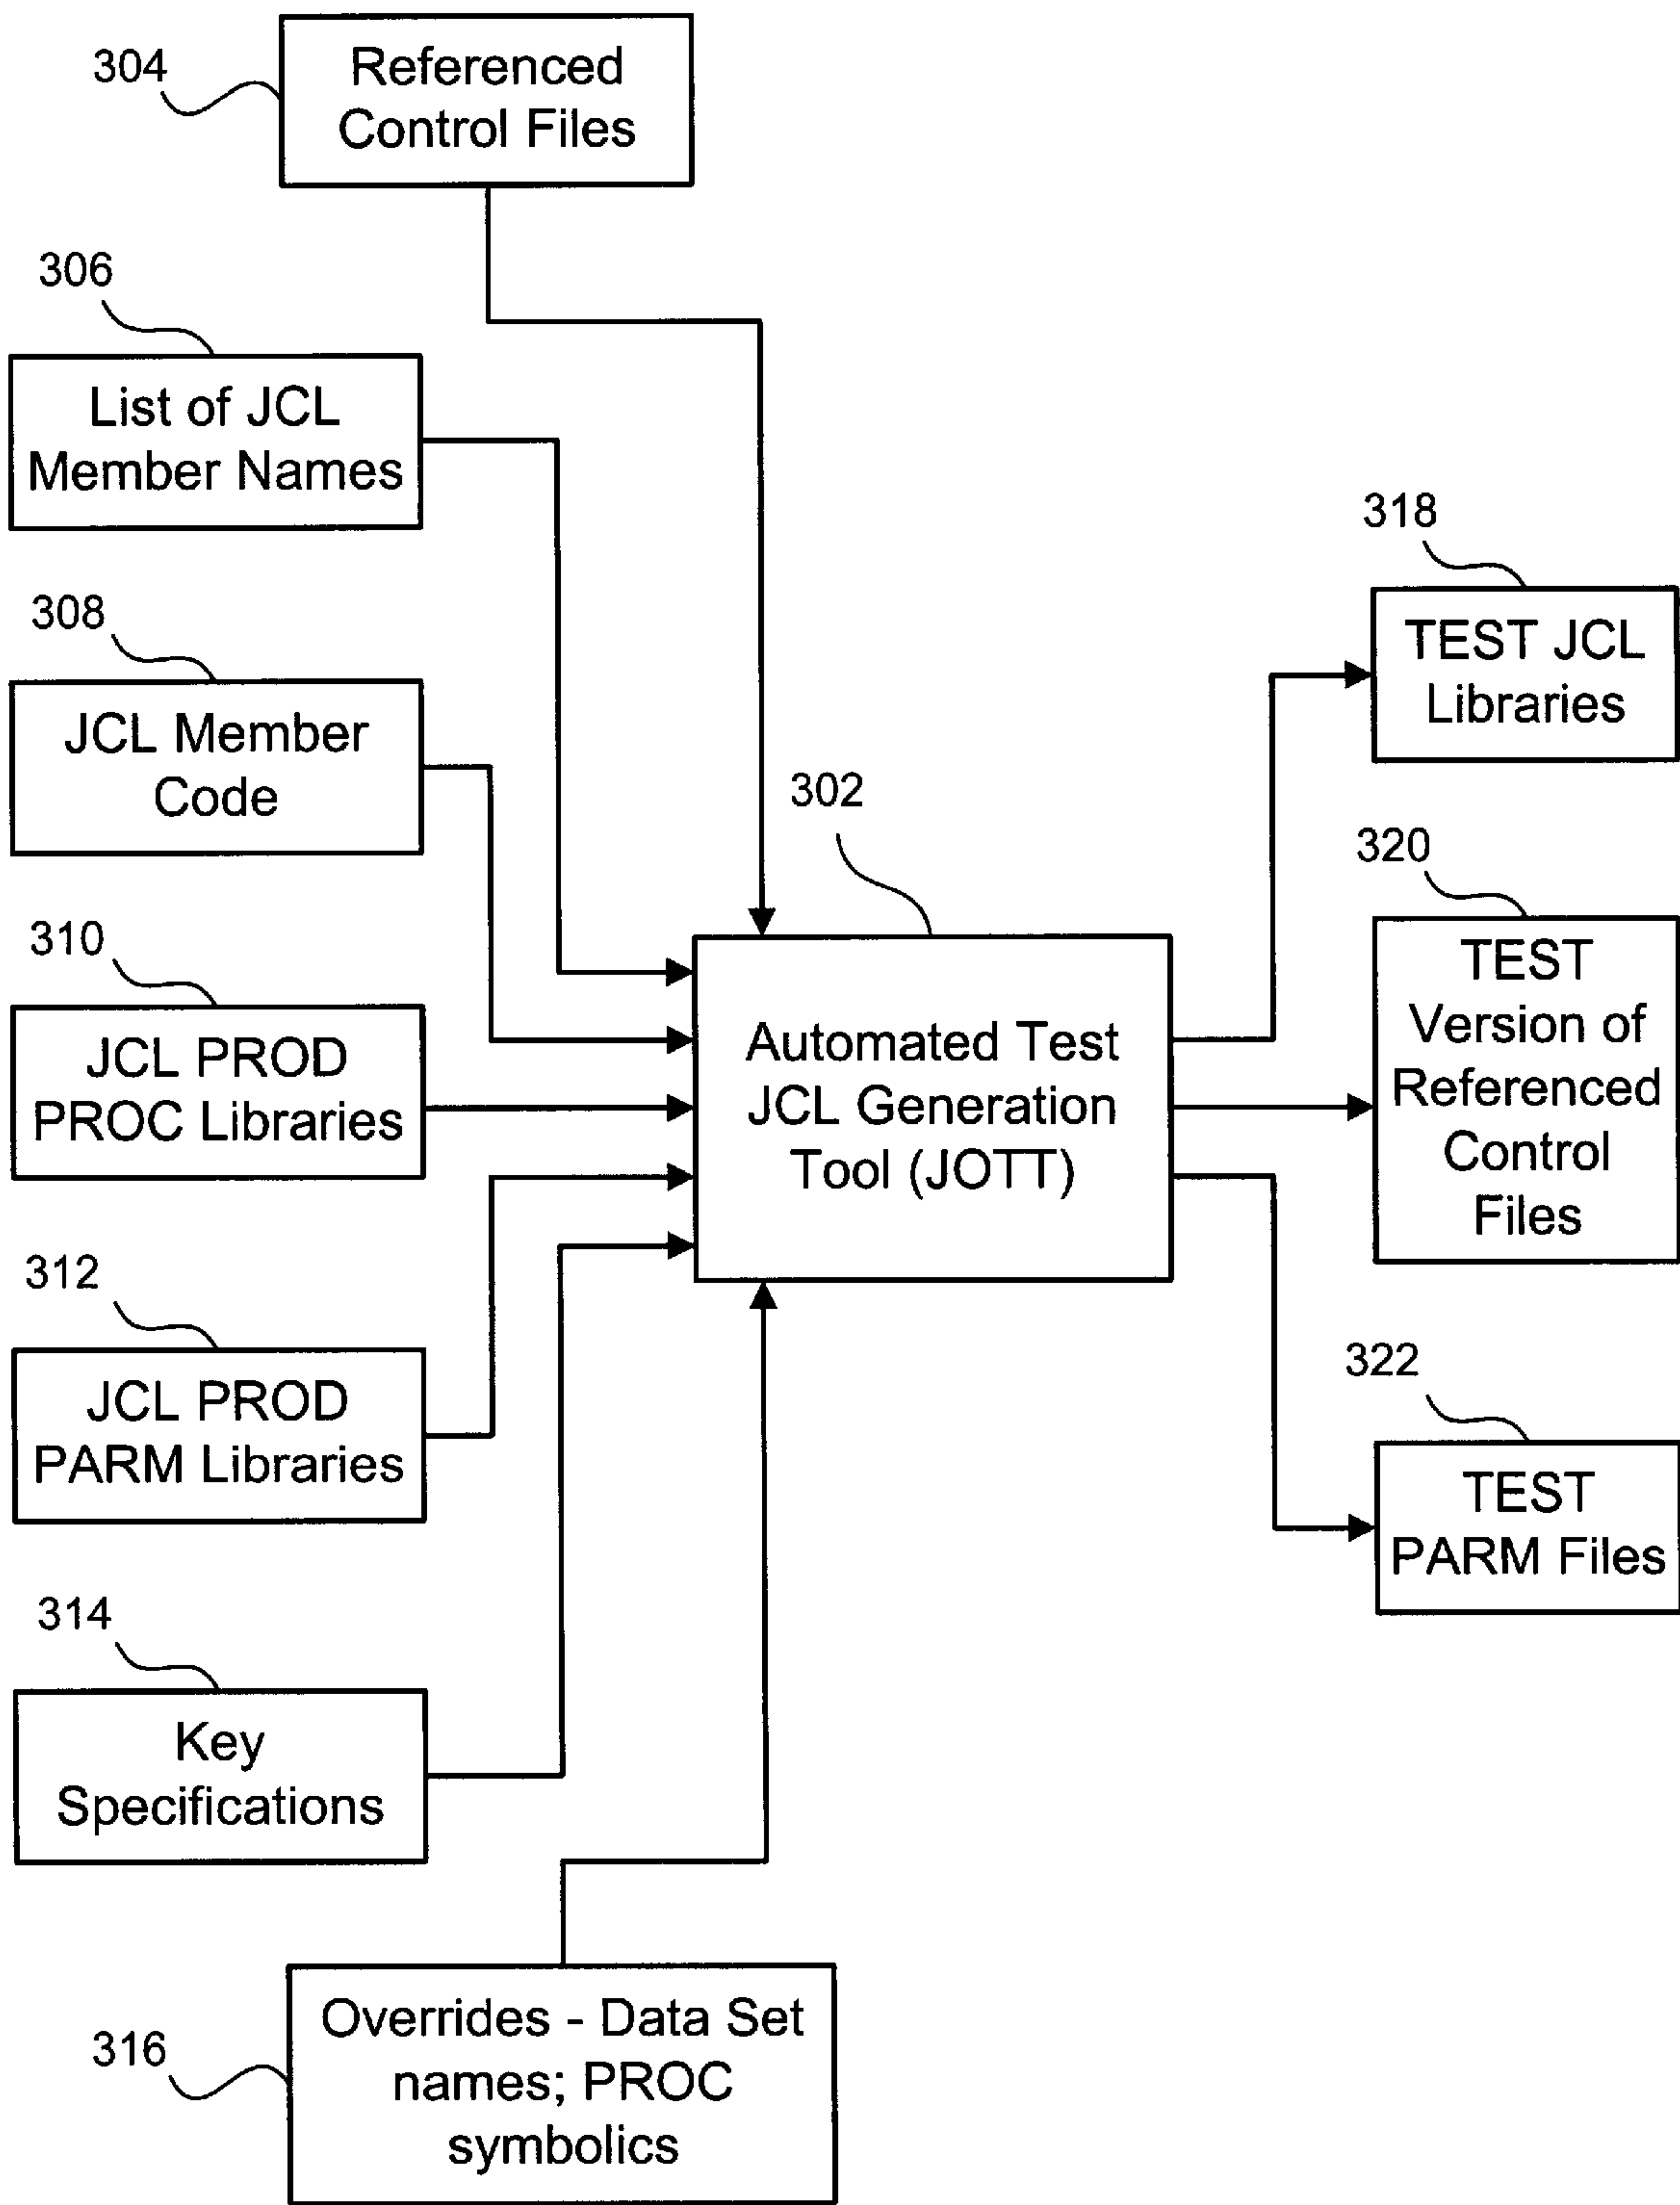 304
Referenced
Control Files
306
List of JCL
Member Names
308
JCL Member
Code
310
JCL PROD
PROC Libraries
312
JCL PROD
PARM Libraries
314
Key
Specifications
316
Overrides - Data Set
names; PROC
symbolics
302
Automated Test
JCL Generation
Tool (JOTT)
318
TEST JCL
Libraries
320
TEST
Version of
Referenced
Control
Files
322
TEST
PARM Files